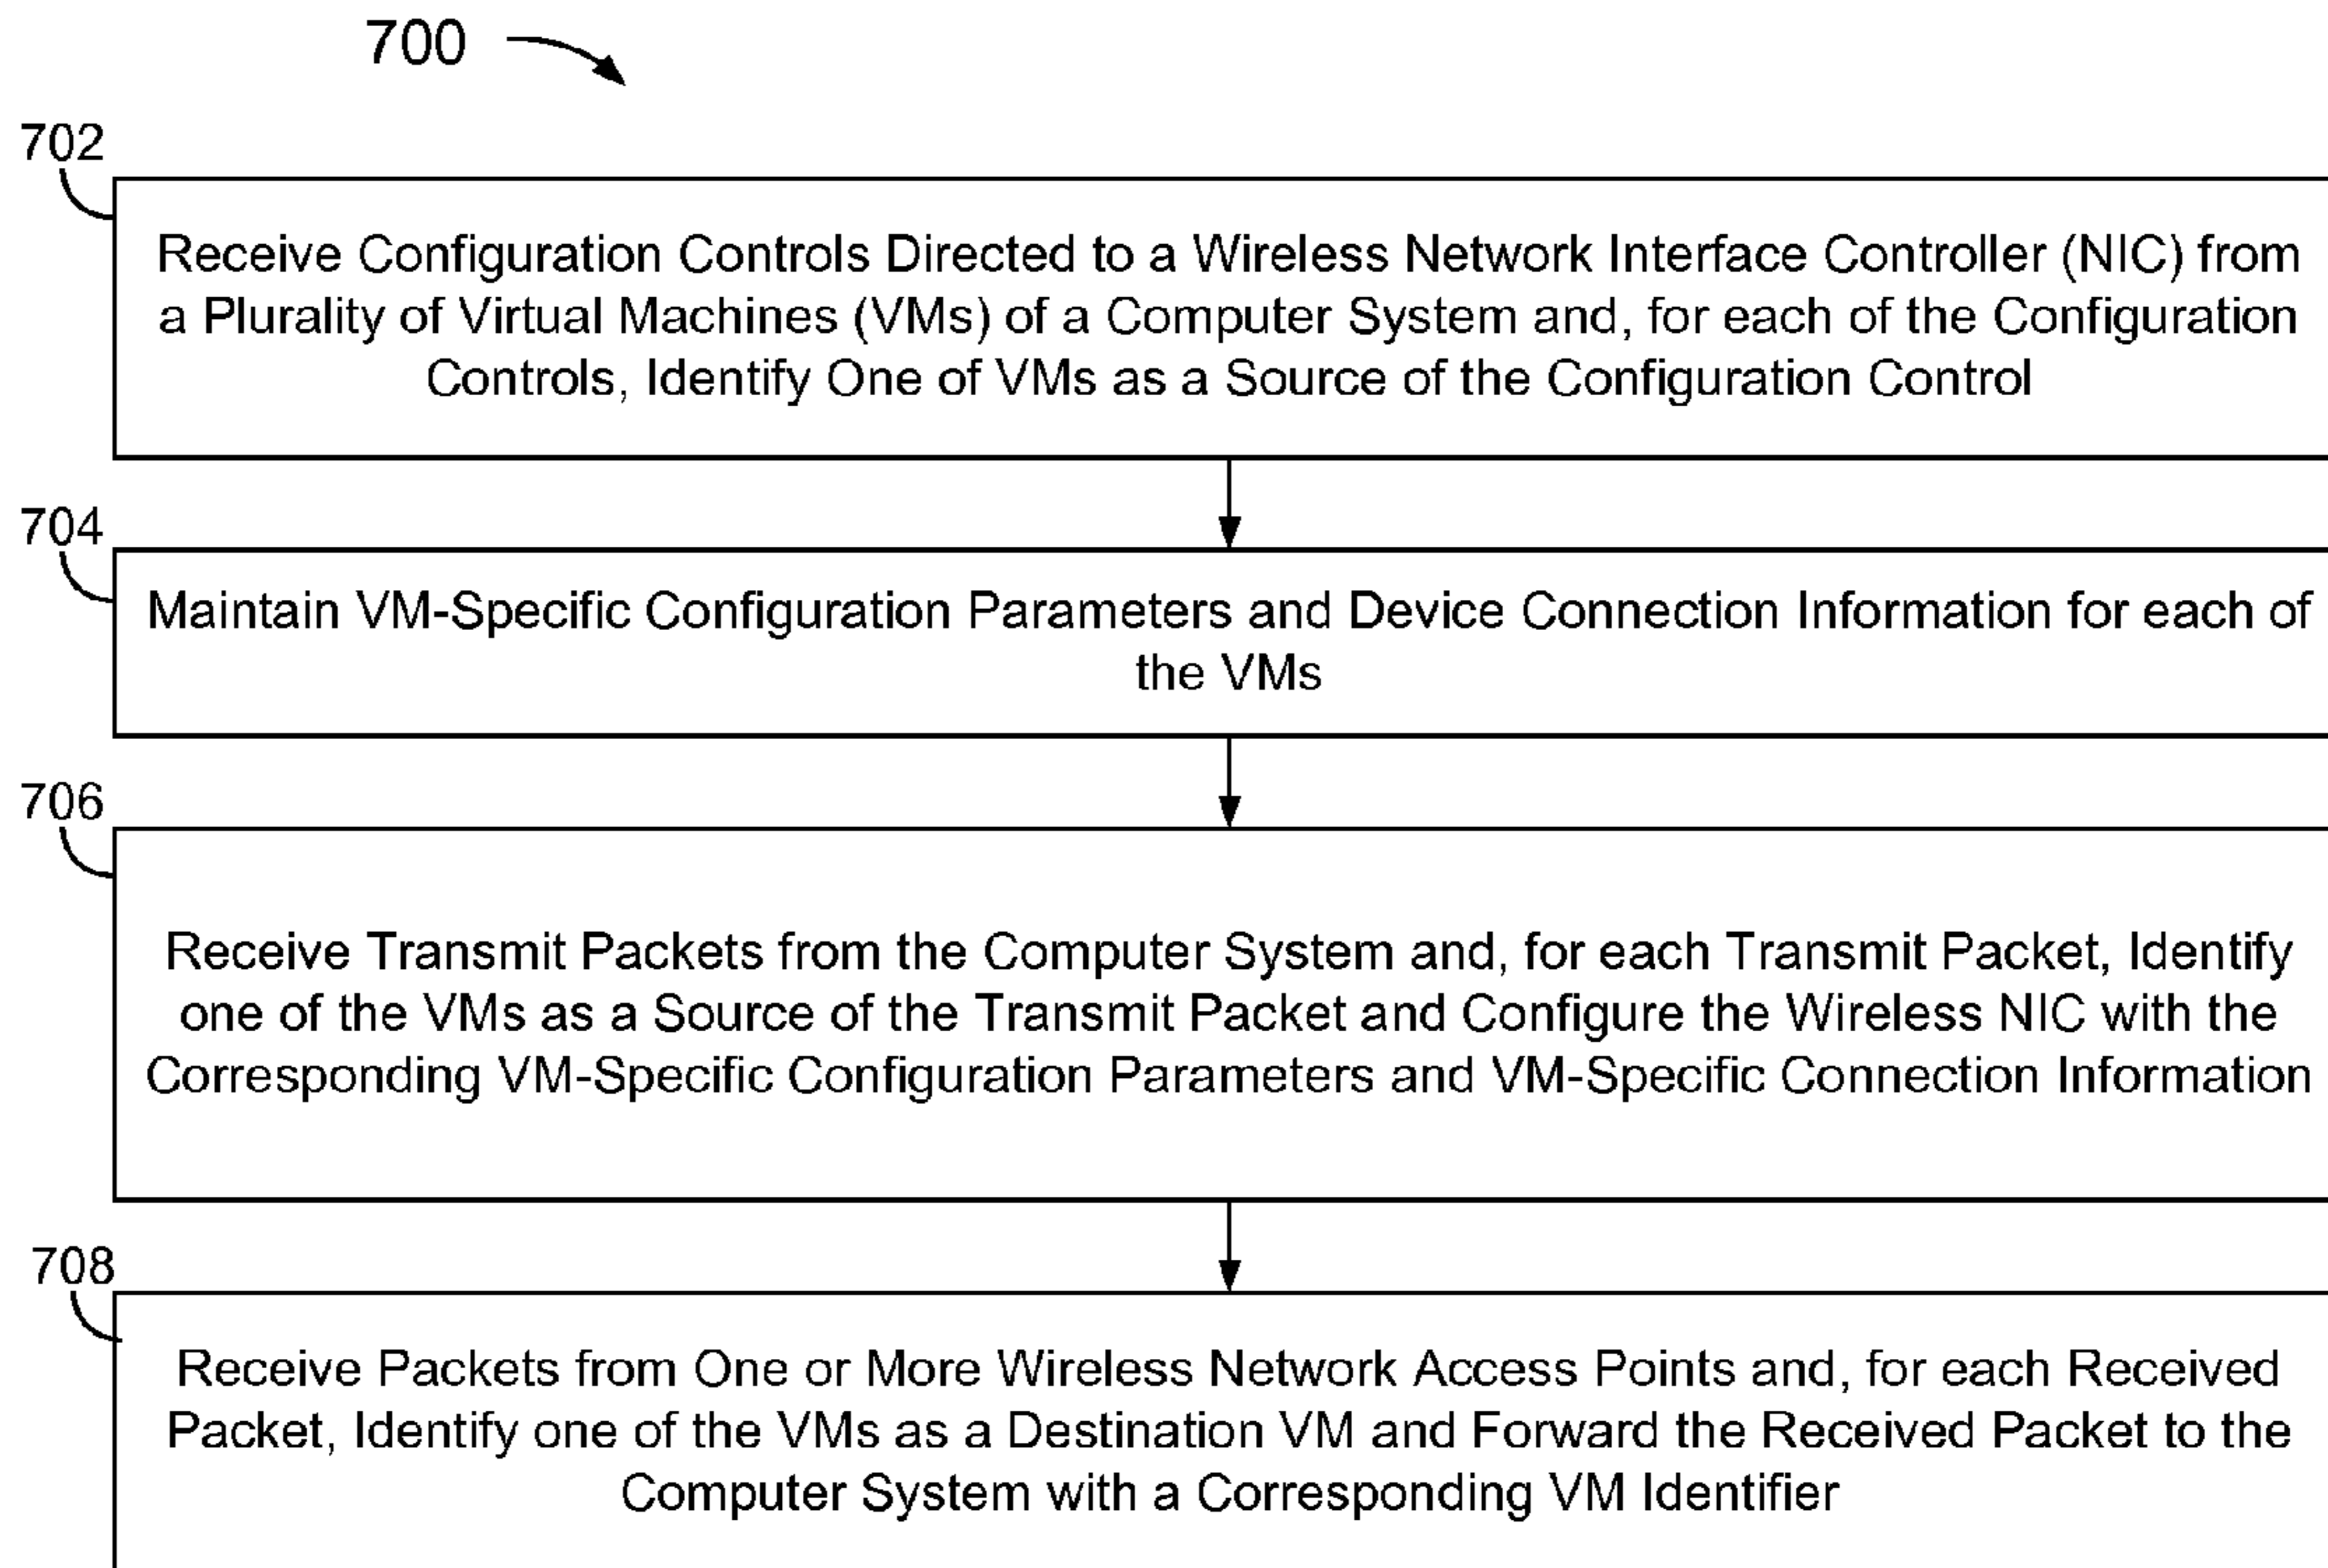 700
702
Receive Configuration Controls Directed to a Wireless Network Interface Controller (NIC) from
a Plurality of Virtual Machines (VMs) of a Computer System and, for each of the Configuration
Controls, Identify One of VMs as a Source of the Configuration Control
704
Maintain VM-Specific Configuration Parameters and Device Connection Information for each of
the VMs
706
Receive Transmit Packets from the Computer System and, for each Transmit Packet, Identify
one of the VMs as a Source of the Transmit Packet and Configure the Wireless NIC with the
Corresponding VM-Specific Configuration Parameters and VM-Specific Connection Information
708
Receive Packets from One or More Wireless Network Access Points and, for each Received
Packet, Identify one of the VMs as a Destination VM and Forward the Received Packet to the
Computer System with a Corresponding VM Identifier